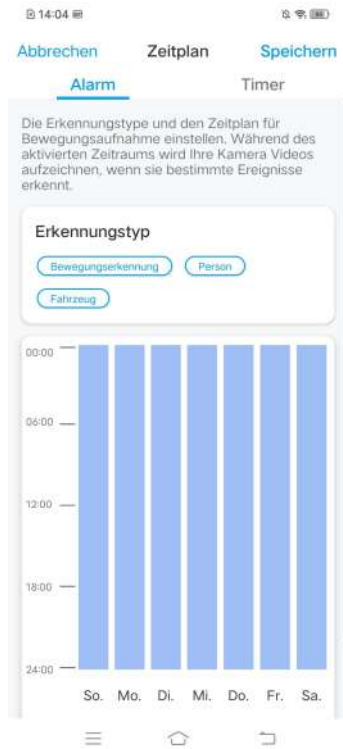 14:04
Abbrechen Zeitplan Speichern
Alarm Timer
Die Erkennungstype und den Zeitplan für
Bewegungsaufnahme einstellen. Während des
aktivierten Zeitraums wird Ihre Kamera Videos
aufzeichnen, wenn sie bestimmte Ereignisse
erkennt.
Erkennungstyp
Bewegungserkennung Person
Fahrzeug
00:00
06:00
12:00
18:00
24:00
So. Mo. Di. Mi. Do. Fr. Sa.